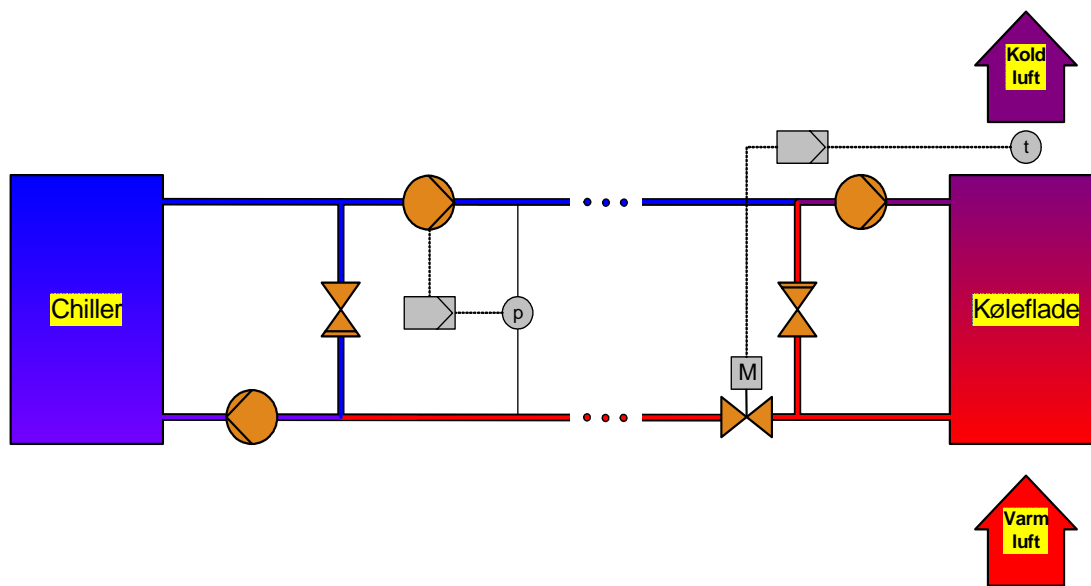 Kold
luft
t
Chiller
p
Køleflade
M
Varm
luft